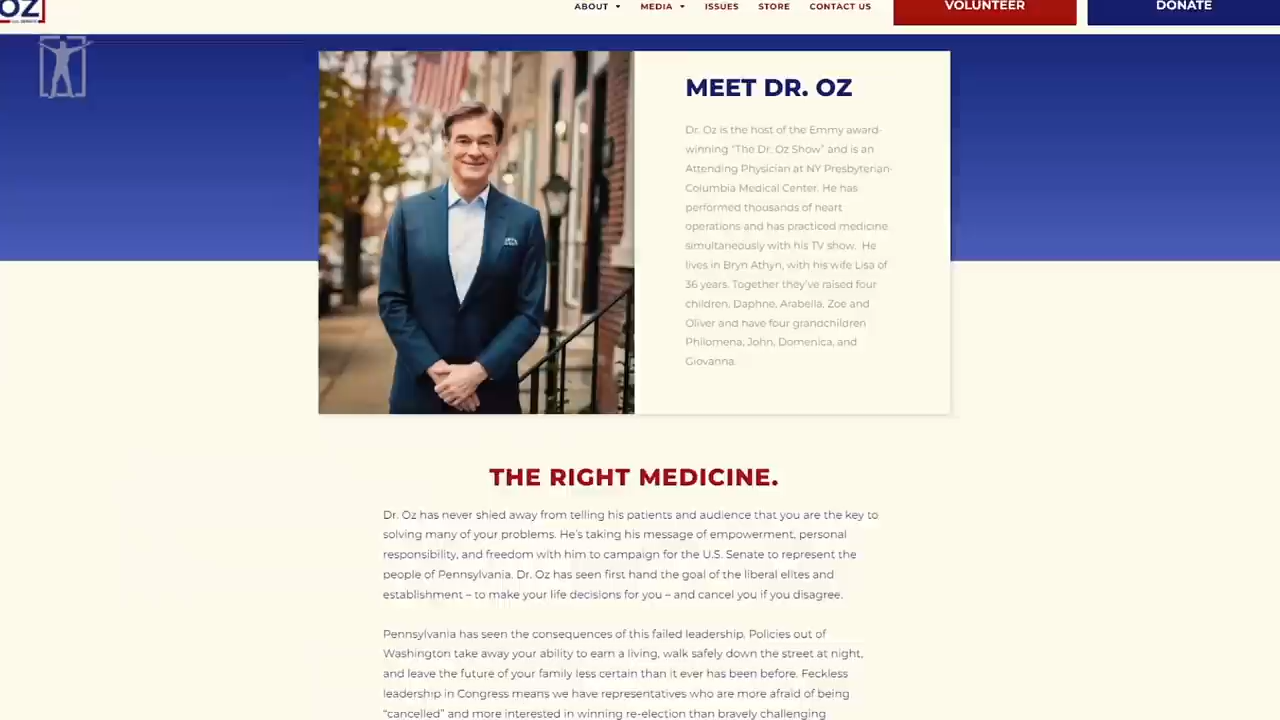 OZ
ABOUT
MEDIA
ISSUES
STORE
CONTACT US
VOLUNTEER
DONATE
MEET DR. OZ
Dr. Oz is the host of the Emmy award-
winning “The Dr. Oz Show” and is an
Attending Physician at NY Presbyterian-
Columbia Medical Center. He has
performed thousands of heart
operations and has practiced medicine
simultaneously with his TV show. He
lives in Bryn Athyn, with his wife Lisa of
36 years. Together they’ve raised four
children, Daphne, Arabella, Zoe and
Oliver and have four grandchildren
Philomena, John, Domenica, and
Giovanna.
THE RIGHT MEDICINE.
Dr. Oz has never shied away from telling his patients and audience that you are the key to
solving many of your problems. He’s taking his message of empowerment, personal
responsibility, and freedom with him to campaign for the U.S. Senate to represent the
people of Pennsylvania. Dr. Oz has seen first hand the goal of the liberal elites and
establishment – to make your life decisions for you – and cancel you if you disagree.
Pennsylvania has seen the consequences of this failed leadership. Policies out of
Washington take away your ability to earn a living, walk safely down the street at night,
and leave the future of your family less certain than it ever has been before. Feckless
leadership in Congress means we have representatives who are more afraid of being
“cancelled” and more interested in winning re-election than bravely challenging